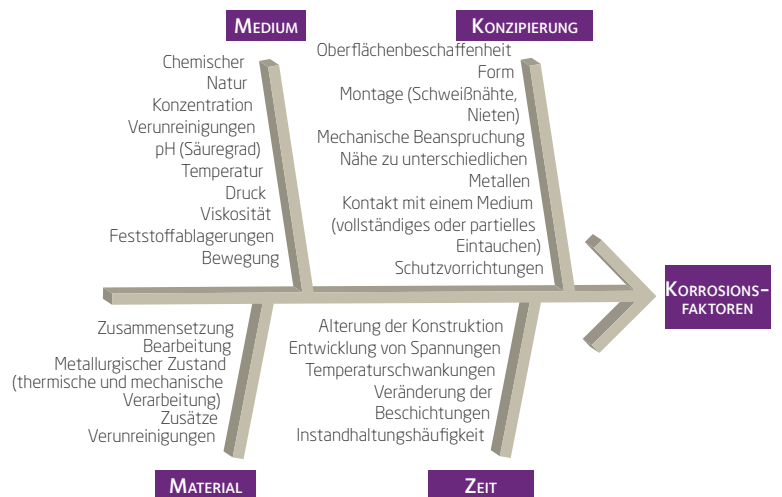 Medium
Chemischer
Natur
Konzentration
Verunreinigungen
pH (Säuregrad)
Temperatur
Druck
Viskosität
Feststoffablagerungen
Bewegung
Konzipierung
Oberflächenbeschaffenheit
Form
Montage (Schweißnähte,
Nieten)
Mechanische Beanspruchung
Nähe zu unterschiedlichen
Metallen
Kontakt mit einem Medium
(vollständiges oder partielles
Eintauchen)
Schutzvorrichtungen
Korrosions-
faktoren
Zusammensetzung
Bearbeitung
Metallurgischer Zustand
(thermische und mechanische
Verarbeitung)
Zusätze
Verunreinigungen
Material
Alterung der Konstruktion
Entwicklung von Spannungen
Temperaturschwankungen
Veränderung der
Beschichtungen
Instandhaltungshäufigkeit
Zeit